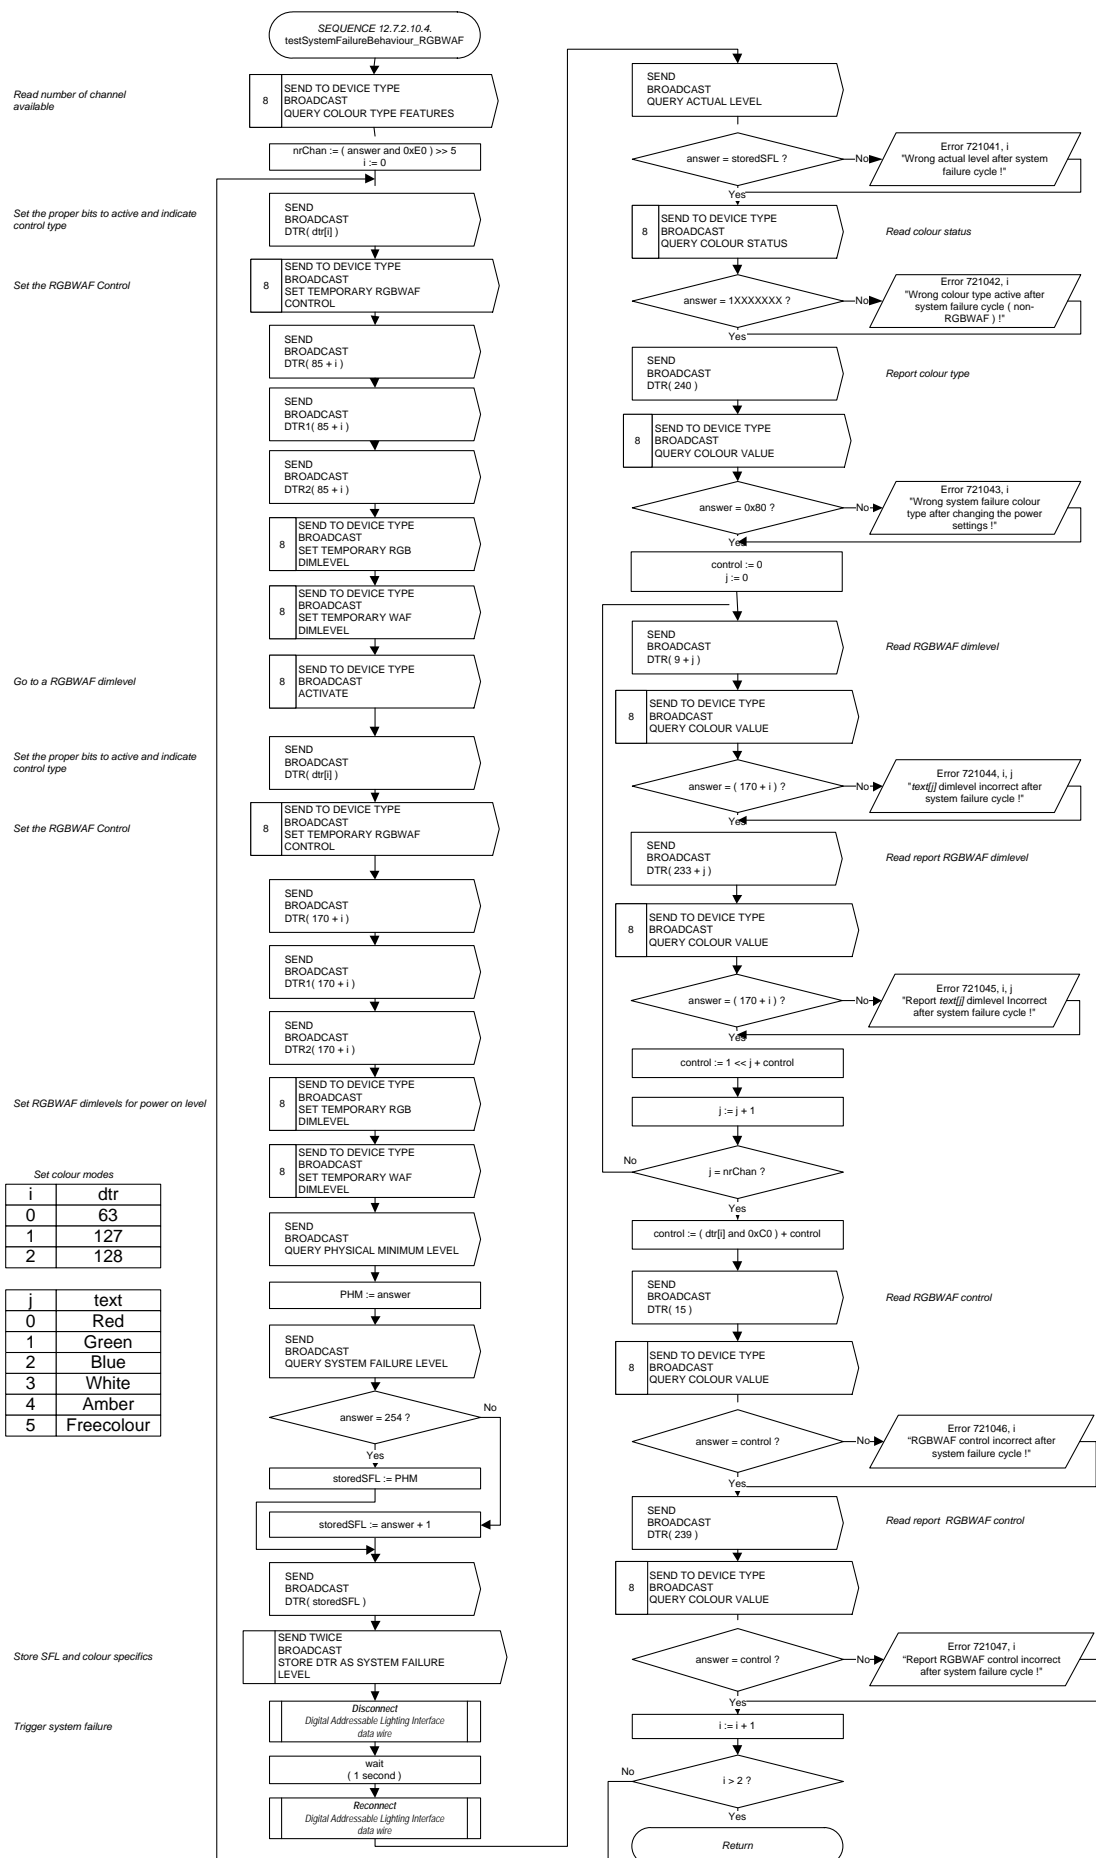 SEQUENCE 12.7.2.10.4.
testSystemFailureBehaviour_RGBWAF
Read number of channel
available
8
SEND TO DEVICE TYPE
BROADCAST
QUERY COLOUR TYPE FEATURES
nrChan := ( answer and 0xE0 ) >> 5
i := 0
Set the proper bits to active and indicate
control type
SEND
BROADCAST
DTR( dtr[i] )
Set the RGBWAF Control
8
SEND TO DEVICE TYPE
BROADCAST
SET TEMPORARY RGBWAF
CONTROL
SEND
BROADCAST
DTR( 85 + i )
SEND
BROADCAST
DTR1( 85 + i )
SEND
BROADCAST
DTR2( 85 + i )
8
SEND TO DEVICE TYPE
BROADCAST
SET TEMPORARY RGB
DIMLEVEL
8
SEND TO DEVICE TYPE
BROADCAST
SET TEMPORARY WAF
DIMLEVEL
Go to a RGBWAF dimlevel
8
SEND TO DEVICE TYPE
BROADCAST
ACTIVATE
Set the proper bits to active and indicate
control type
SEND
BROADCAST
DTR( dtr[i] )
Set the RGBWAF Control
8
SEND TO DEVICE TYPE
BROADCAST
SET TEMPORARY RGBWAF
CONTROL
SEND
BROADCAST
DTR( 170 + i )
SEND
BROADCAST
DTR1( 170 + i )
SEND
BROADCAST
DTR2( 170 + i )
Set RGBWAF dimlevels for power on level
8
SEND TO DEVICE TYPE
BROADCAST
SET TEMPORARY RGB
DIMLEVEL
8
SEND TO DEVICE TYPE
BROADCAST
SET TEMPORARY WAF
DIMLEVEL
Set colour modes
i dtr
0 63
1 127
2 128
SEND
BROADCAST
QUERY PHYSICAL MINIMUM LEVEL
PHM := answer
j text
0 Red
1 Green
2 Blue
3 White
4 Amber
5 Freecolour
SEND
BROADCAST
QUERY SYSTEM FAILURE LEVEL
answer = 254 ?
No
Yes
storedSFL := PHM
storedSFL := answer + 1
SEND
BROADCAST
DTR( storedSFL )
Store SFL and colour specifics
SEND TWICE
BROADCAST
STORE DTR AS SYSTEM FAILURE
LEVEL
Trigger system failure
Disconnect
Digital Addressable Lighting Interface
data wire
wait
( 1 second )
Reconnect
Digital Addressable Lighting Interface
data wire
SEND
BROADCAST
QUERY ACTUAL LEVEL
answer = storedSFL ?
No
Error 721041, i
"Wrong actual level after system
failure cycle !"
Yes
8
SEND TO DEVICE TYPE
BROADCAST
QUERY COLOUR STATUS
Read colour status
answer = 1XXXXXXX ?
No
Error 721042, i
"Wrong colour type active after
system failure cycle ( non-
RGBWAF ) !"
Yes
SEND
BROADCAST
DTR( 240 )
Report colour type
8
SEND TO DEVICE TYPE
BROADCAST
QUERY COLOUR VALUE
answer = 0x80 ?
No
Error 721043, i
"Wrong system failure colour
type after changing the power
settings !"
Yes
control := 0
j := 0
SEND
BROADCAST
DTR( 9 + j )
Read RGBWAF dimlevel
8
SEND TO DEVICE TYPE
BROADCAST
QUERY COLOUR VALUE
answer = ( 170 + i ) ?
No
Error 721044, i, j
"text[j] dimlevel incorrect after
system failure cycle !"
Yes
SEND
BROADCAST
DTR( 233 + j )
Read report RGBWAF dimlevel
8
SEND TO DEVICE TYPE
BROADCAST
QUERY COLOUR VALUE
answer = ( 170 + i ) ?
No
Error 721045, i, j
"Report text[j] dimlevel Incorrect
after system failure cycle !"
Yes
control := 1 << j + control
j := j + 1
j = nrChan ?
No
Yes
control := ( dtr[i] and 0xC0 ) + control
SEND
BROADCAST
DTR( 15 )
Read RGBWAF control
8
SEND TO DEVICE TYPE
BROADCAST
QUERY COLOUR VALUE
answer = control ?
No
Error 721046, i
“RGBWAF control incorrect after
system failure cycle !”
Yes
SEND
BROADCAST
DTR( 239 )
Read report RGBWAF control
8
SEND TO DEVICE TYPE
BROADCAST
QUERY COLOUR VALUE
answer = control ?
No
Error 721047, i
“Report RGBWAF control incorrect
after system failure cycle !”
Yes
i := i + 1
i > 2 ?
No
Yes
Return